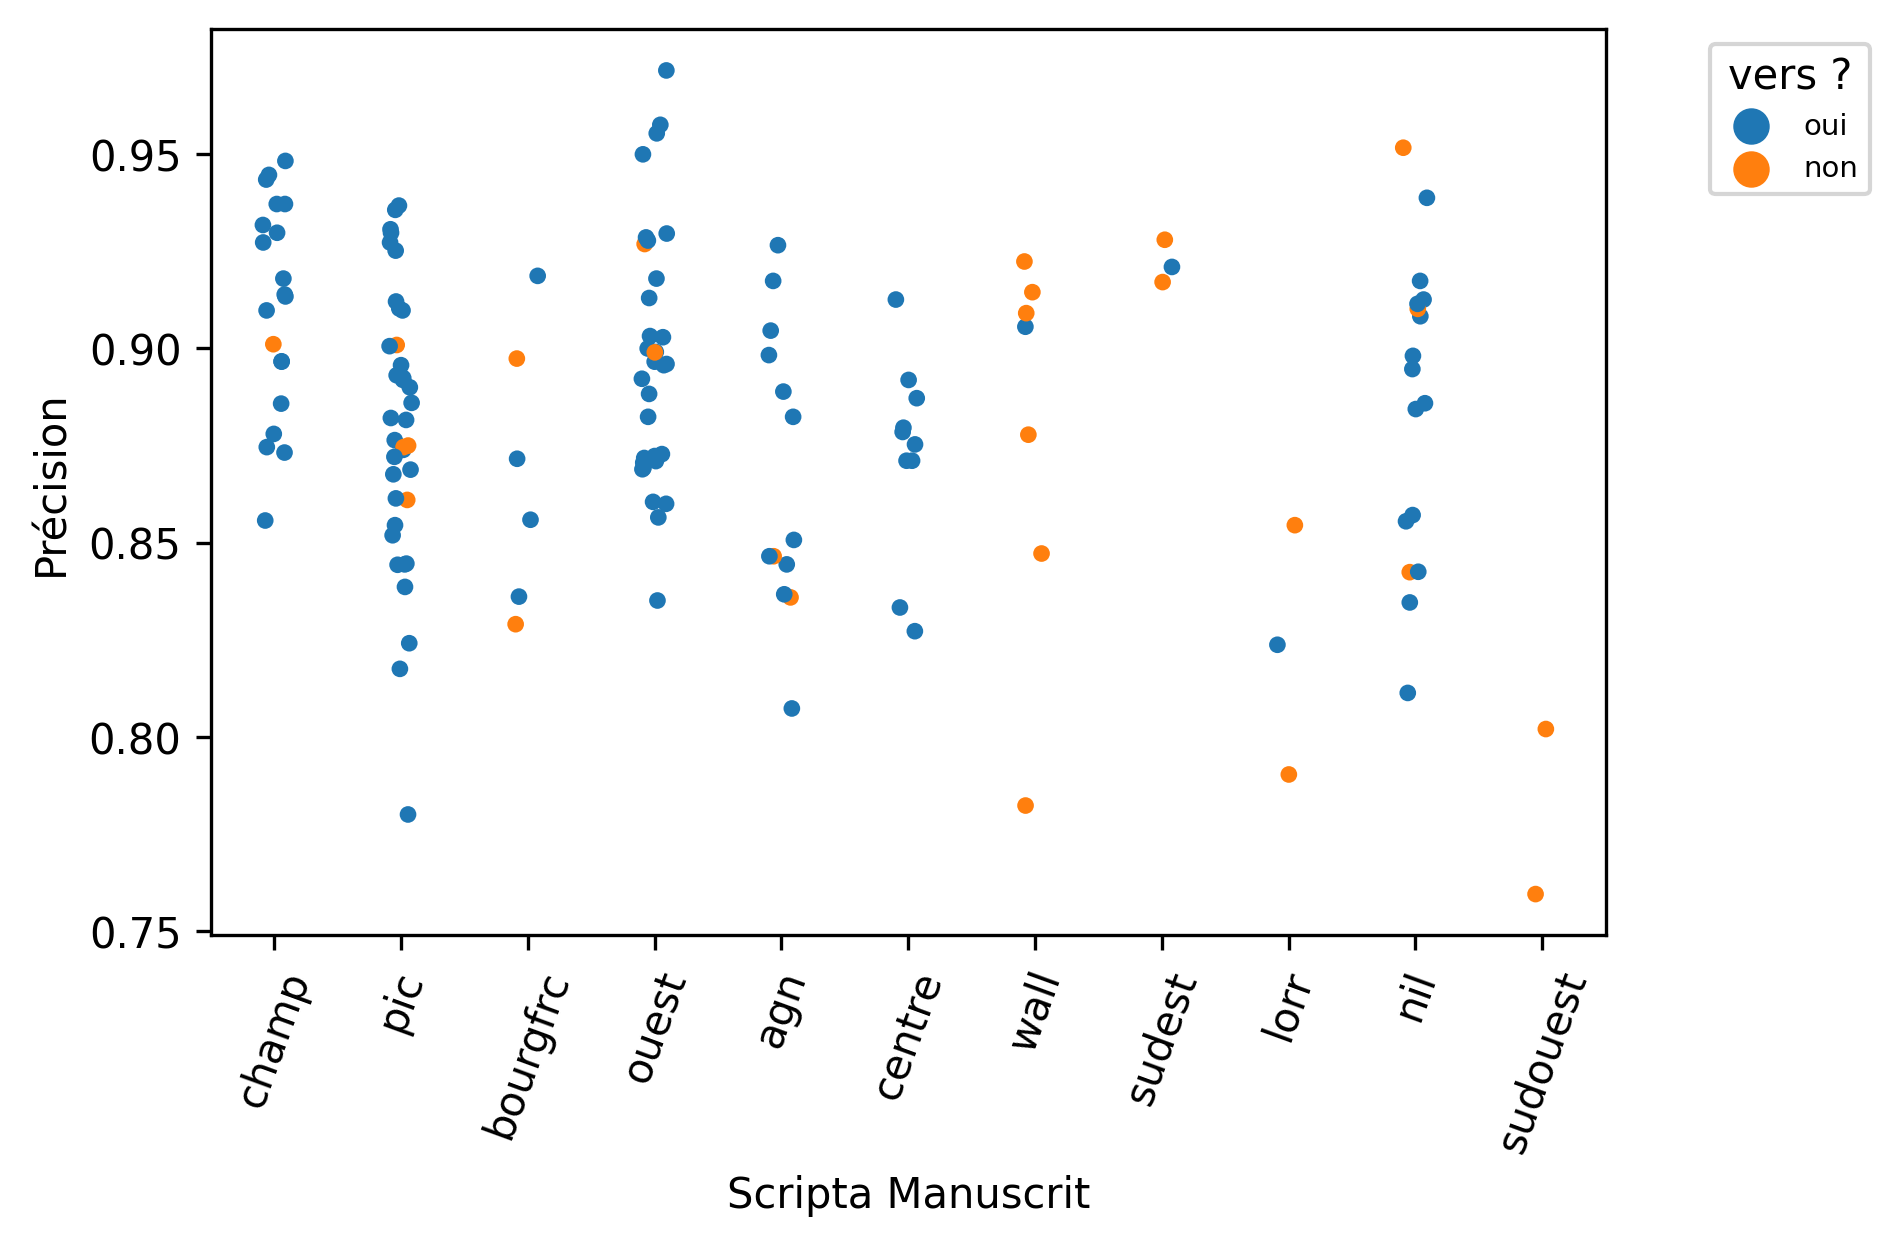 vers ?
oui
non
0.95
0.90
0.85
0.80
0.75
Précision
champ
pic
bourgfrc
ouest
agn
centre
wall
sudest
lorr
nil
sudouest
Scripta Manuscrit